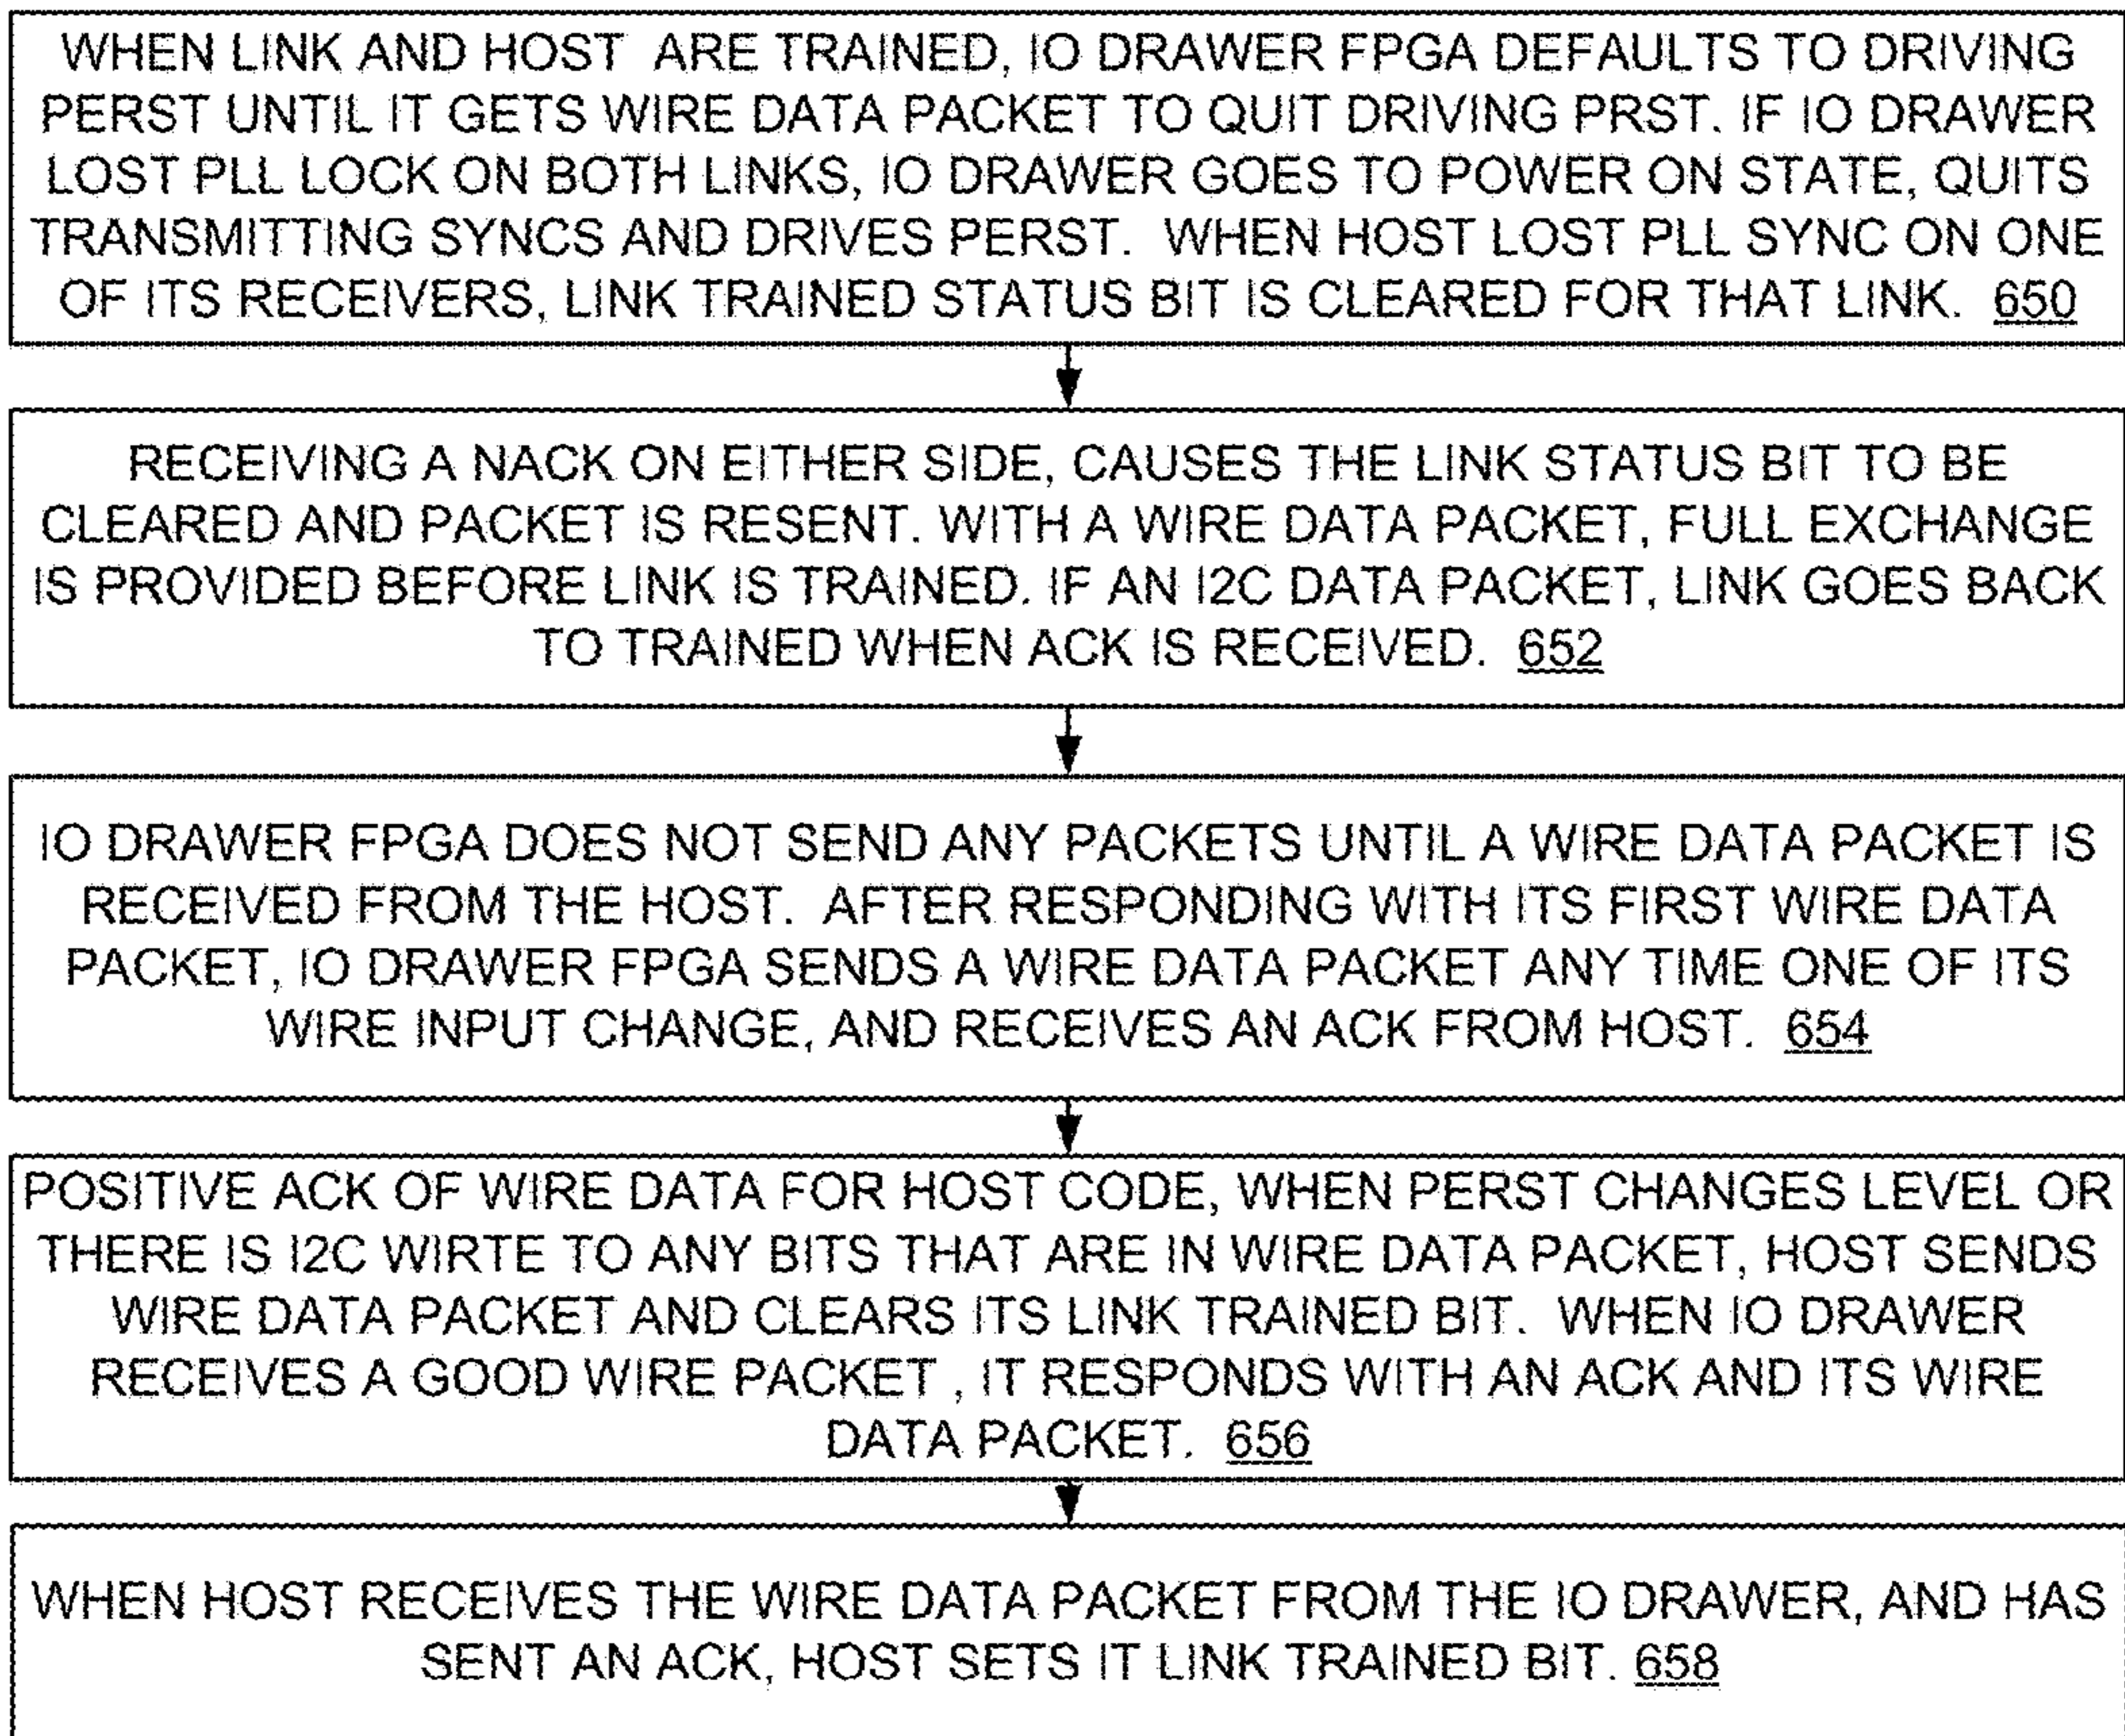 WHEN LINK AND HOST ARE TRAINED, IO DRAWER FPGA DEFAULTS TO DRIVING
PERST UNTIL IT GETS WIRE DATA PACKET TO QUIT DRIVING PRST. IF IO DRAWER
LOST PLL LOCK ON BOTH LINKS, IO DRAWER GOES TO POWER ON STATE, QUITS
TRANSMITTING SYNCS AND DRIVES PERST. WHEN HOST LOST PLL SYNC ON ONE
OF ITS RECEIVERS, LINK TRAINED STATUS BIT IS CLEARED FOR THAT LINK. 650
RECEIVING A NACK ON EITHER SIDE, CAUSES THE LINK STATUS BIT TO BE
CLEARED AND PACKET IS RESENT. WITH A WIRE DATA PACKET, FULL EXCHANGE
IS PROVIDED BEFORE LINK IS TRAINED. IF AN I2C DATA PACKET, LINK GOES BACK
TO TRAINED WHEN ACK IS RECEIVED. 652
IO DRAWER FPGA DOES NOT SEND ANY PACKETS UNTIL A WIRE DATA PACKET IS
RECEIVED FROM THE HOST. AFTER RESPONDING WITH ITS FIRST WIRE DATA
PACKET, IO DRAWER FPGA SENDS A WIRE DATA PACKET ANY TIME ONE OF ITS
WIRE INPUT CHANGE, AND RECEIVES AN ACK FROM HOST. 654
POSITIVE ACK OF WIRE DATA FOR HOST CODE, WHEN PERST CHANGES LEVEL OR
THERE IS I2C WIRTE TO ANY BITS THAT ARE IN WIRE DATA PACKET, HOST SENDS
WIRE DATA PACKET AND CLEARS ITS LINK TRAINED BIT. WHEN IO DRAWER
RECEIVES A GOOD WIRE PACKET , IT RESPONDS WITH AN ACK AND ITS WIRE
DATA PACKET. 656
WHEN HOST RECEIVES THE WIRE DATA PACKET FROM THE IO DRAWER, AND HAS
SENT AN ACK, HOST SETS IT LINK TRAINED BIT. 658